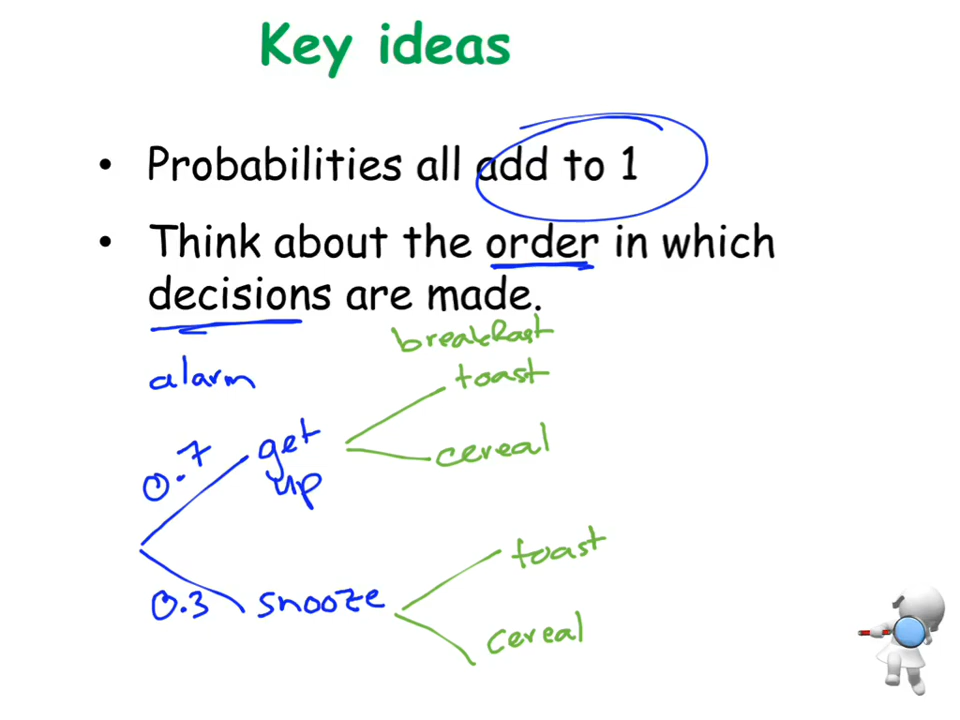 Key ideas
• Probabilities all add to 1
• Think about the order in which
decisions are made.
breakfast
alarm
toast
0.7
get
up
cereal
toast
0.3
snooze
cereal